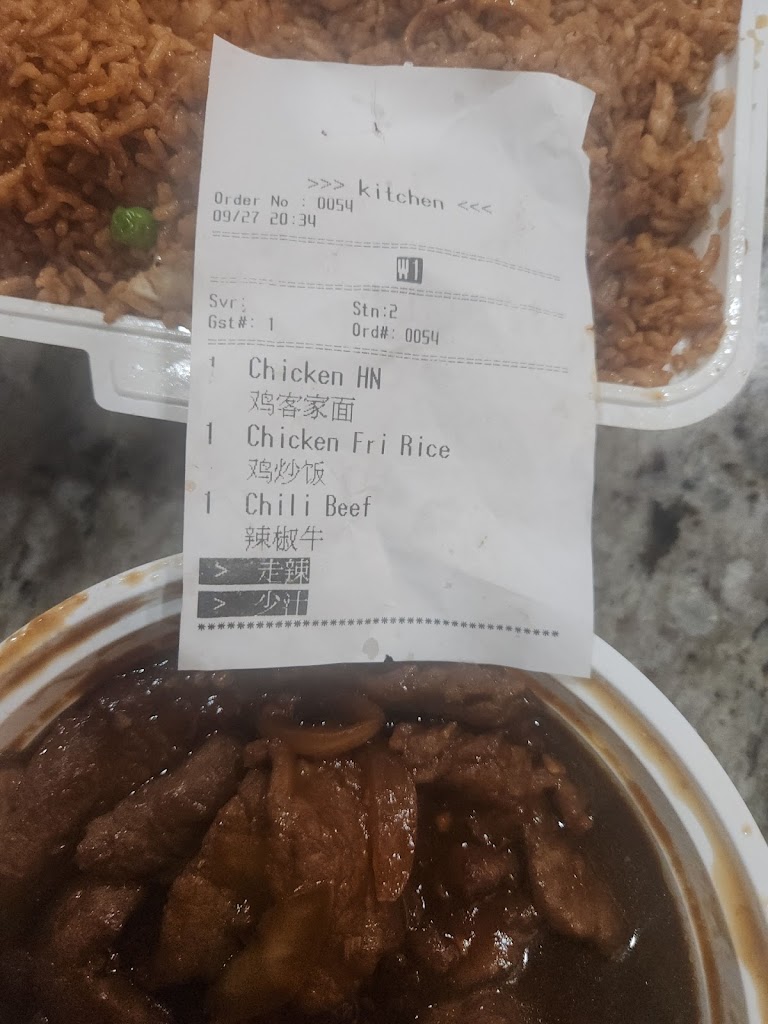 >>> kitchen <<<
Order No : 0054
09/27 20:34
W1
Svr: Stn:2
Gst#: 1 Ord#: 0054
1 Chicken HN
鸡客家面
1 Chicken Fri Rice
鸡炒饭
1 Chili Beef
辣椒牛
> 走辣
> 少汁